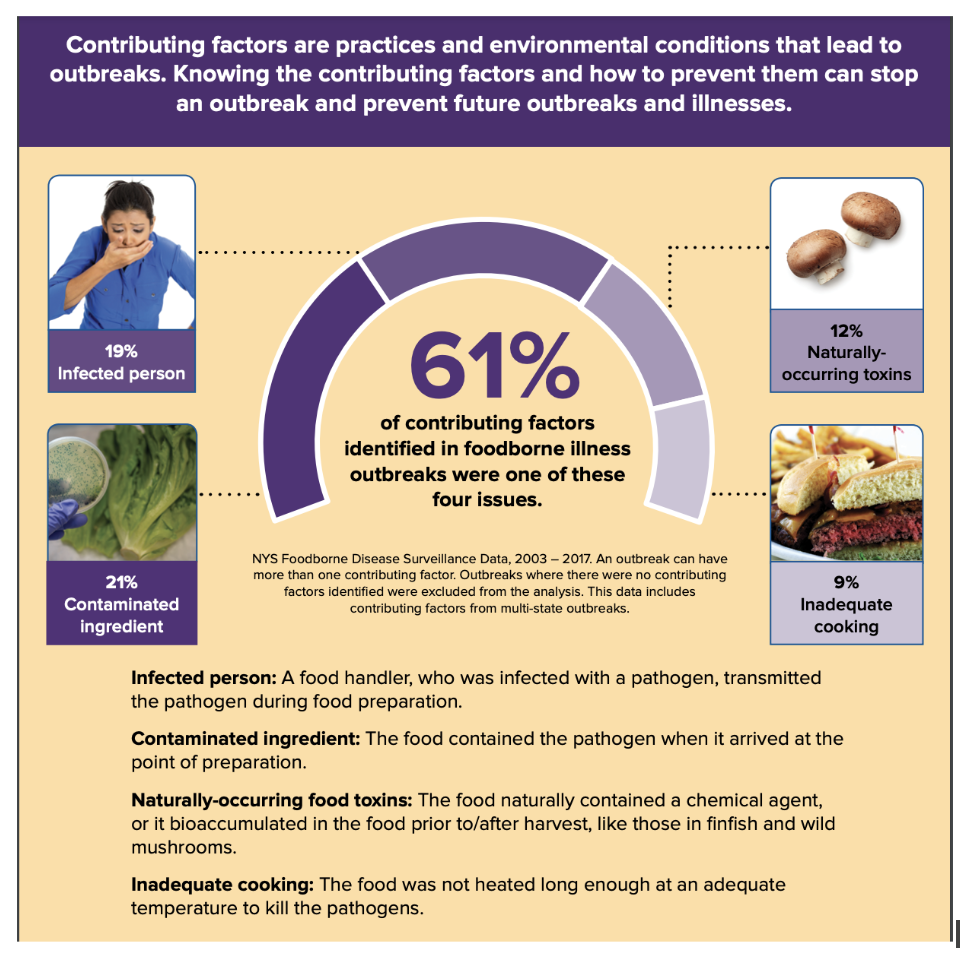 Contributing factors are practices and environmental conditions that lead to
outbreaks. Knowing the contributing factors and how to prevent them can stop
an outbreak and prevent future outbreaks and illnesses.
19%
Infected person
12%
Naturally-
occurring toxins
61%
of contributing factors
identified in foodborne illness
outbreaks were one of these
four issues.
21%
Contaminated
ingredient
9%
Inadequate
cooking
NYS Foodborne Disease Surveillance Data, 2003 – 2017. An outbreak can have
more than one contributing factor. Outbreaks where there were no contributing
factors identified were excluded from the analysis. This data includes
contributing factors from multi-state outbreaks.
Infected person: A food handler, who was infected with a pathogen, transmitted
the pathogen during food preparation.
Contaminated ingredient: The food contained the pathogen when it arrived at the
point of preparation.
Naturally-occurring food toxins: The food naturally contained a chemical agent,
or it bioaccumulated in the food prior to/after harvest, like those in finfish and wild
mushrooms.
Inadequate cooking: The food was not heated long enough at an adequate
temperature to kill the pathogens.